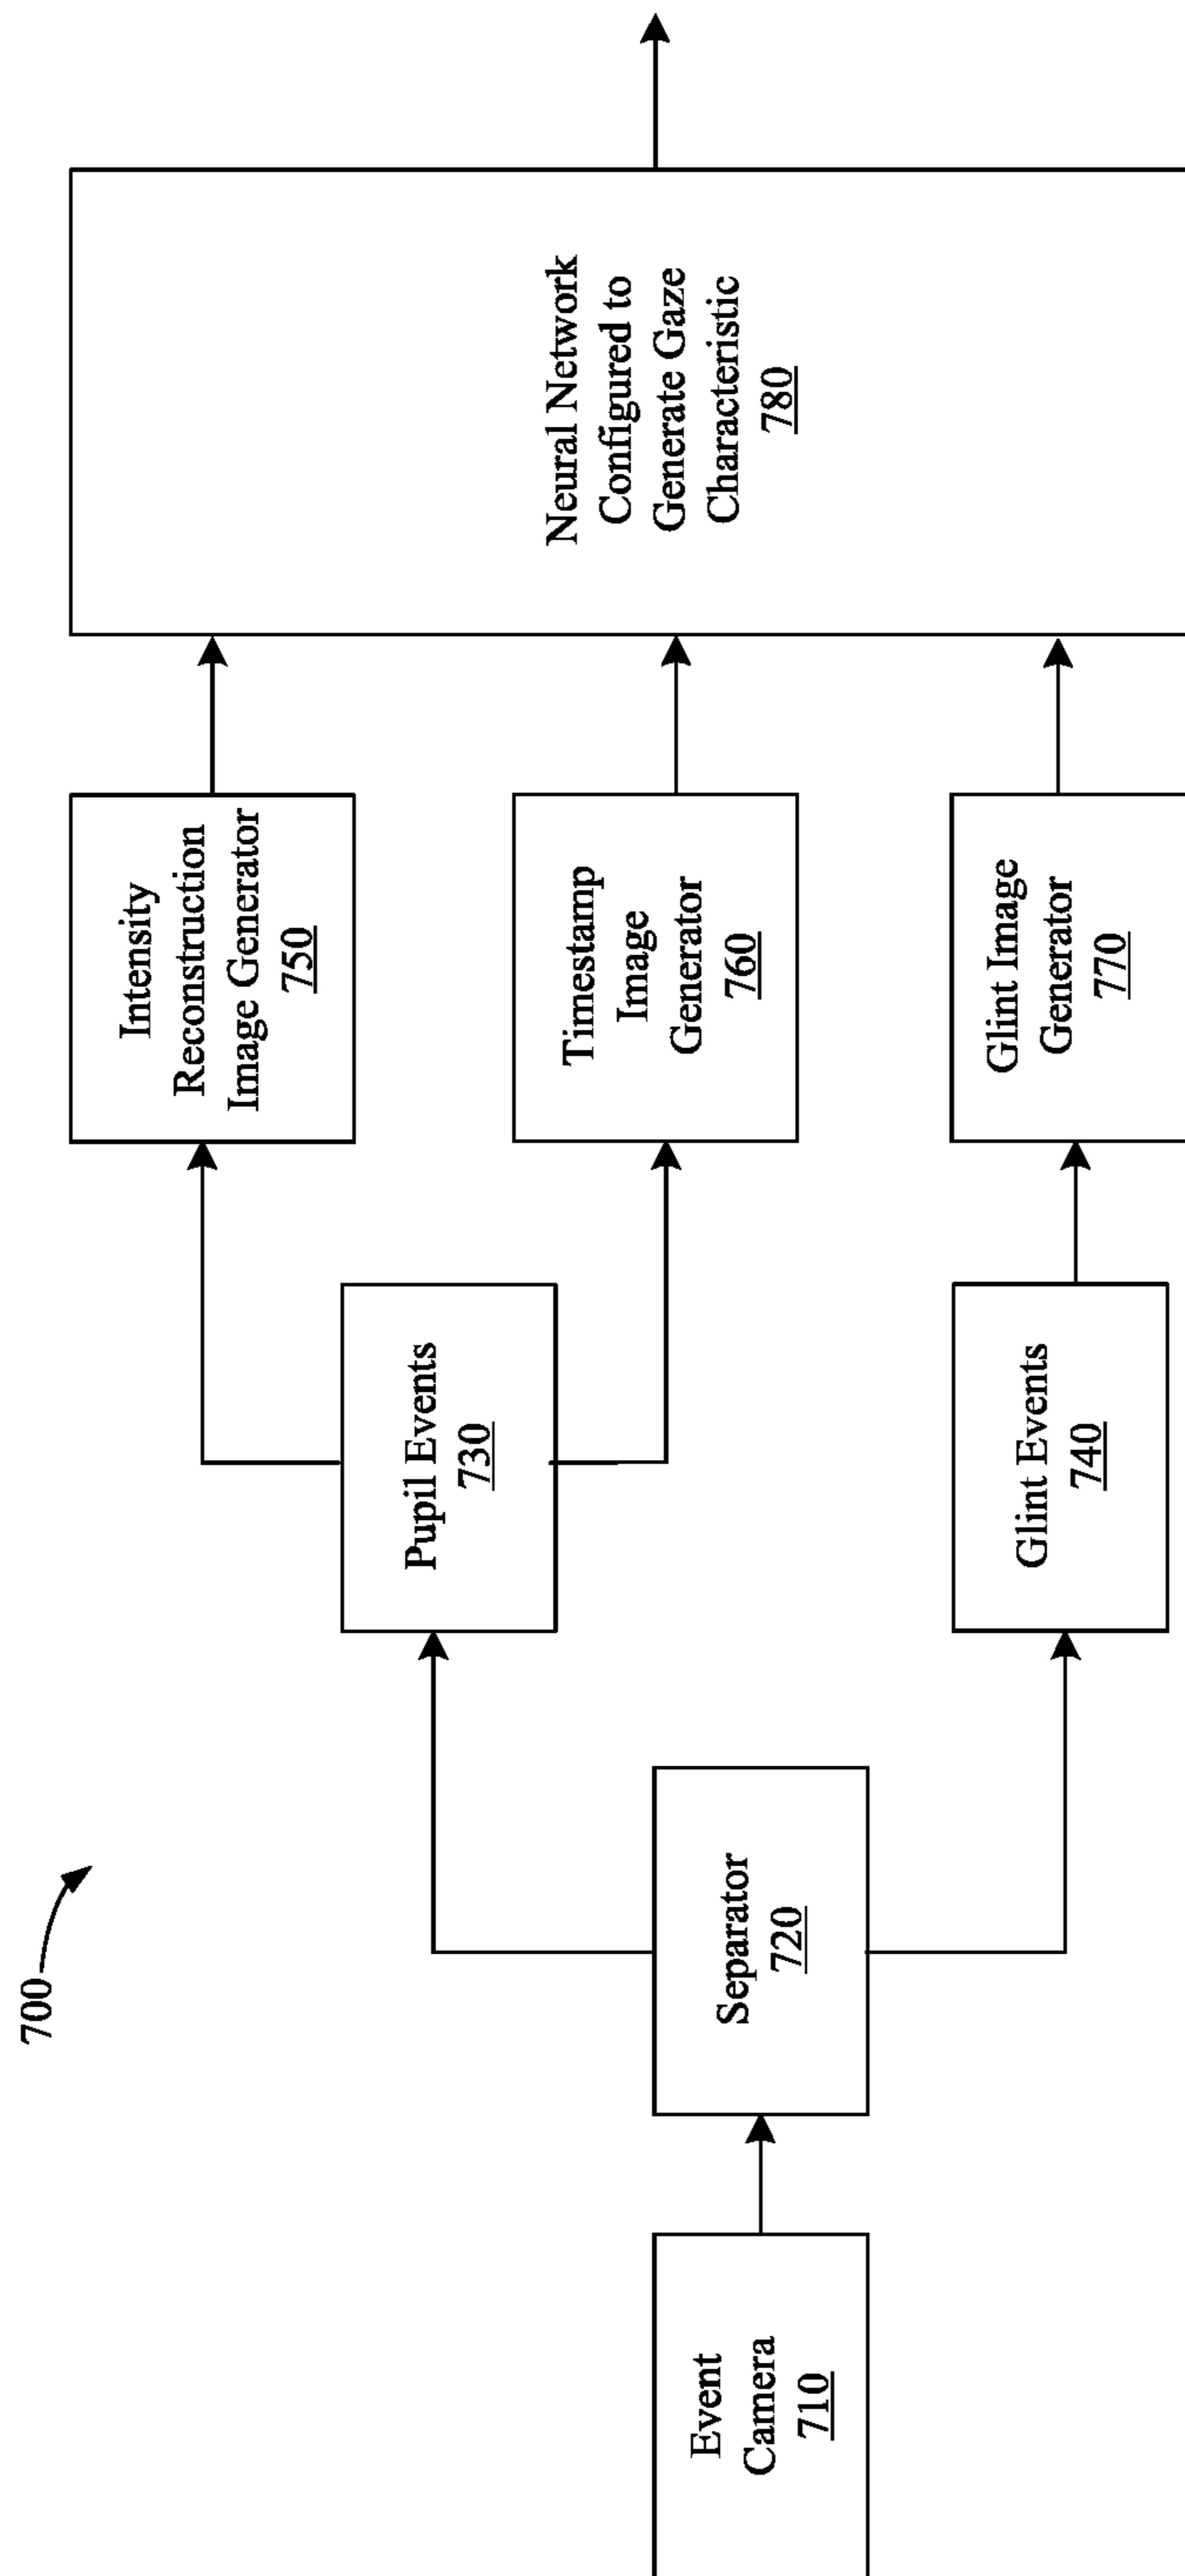 700
Event
Camera
710
Separator
720
Pupil Events
730
Glint Events
740
Intensity
Reconstruction
Image Generator
750
Timestamp
Image
Generator
760
Glint Image
Generator
770
Neural Network
Configured to
Generate Gaze
Characteristic
780